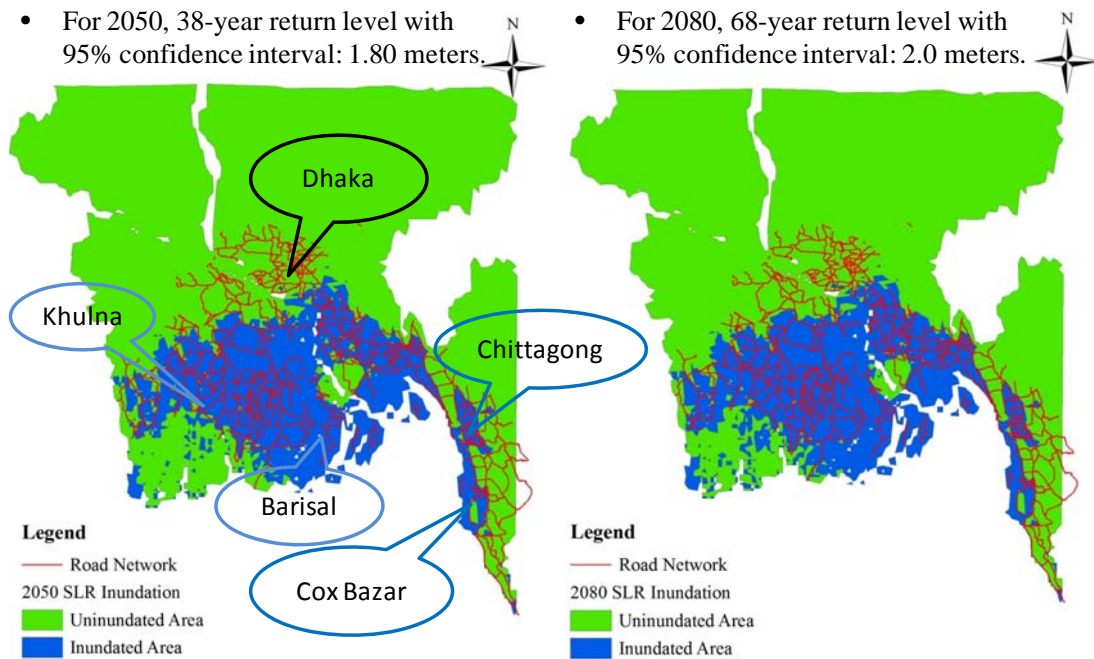 • For 2050, 38-year return level with
95% confidence interval: 1.80 meters.
N
Dhaka
Khulna
Chittagong
Barisal
Cox Bazar
Legend
Road Network
2050 SLR Inundation
Uninundated Area
Inundated Area
• For 2080, 68-year return level with
95% confidence interval: 2.0 meters.
N
Legend
Road Network
2080 SLR Inundation
Uninundated Area
Inundated Area